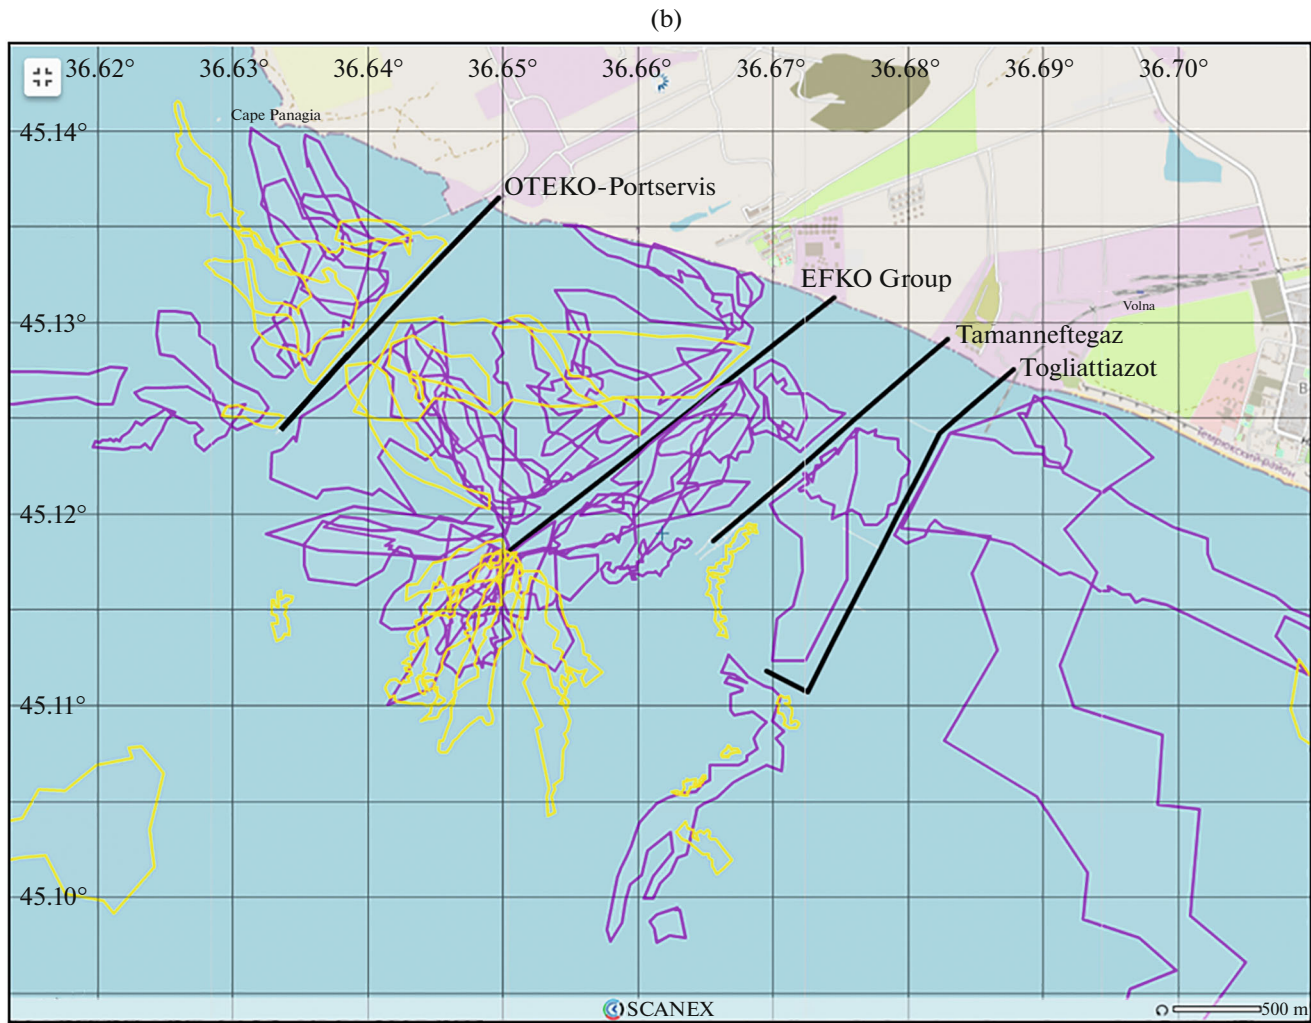 (b)
36.62° 36.63° 36.64° 36.65° 36.66° 36.67° 36.68° 36.69° 36.70°
Cape Panagia
45.14°
OTEKO-Portservis
EFKO Group
Volna
45.13°
Tamanneftegaz
Togliattiazot
В
Темрюкский район
45.12°
45.11°
45.10°
SCANEX
500 m